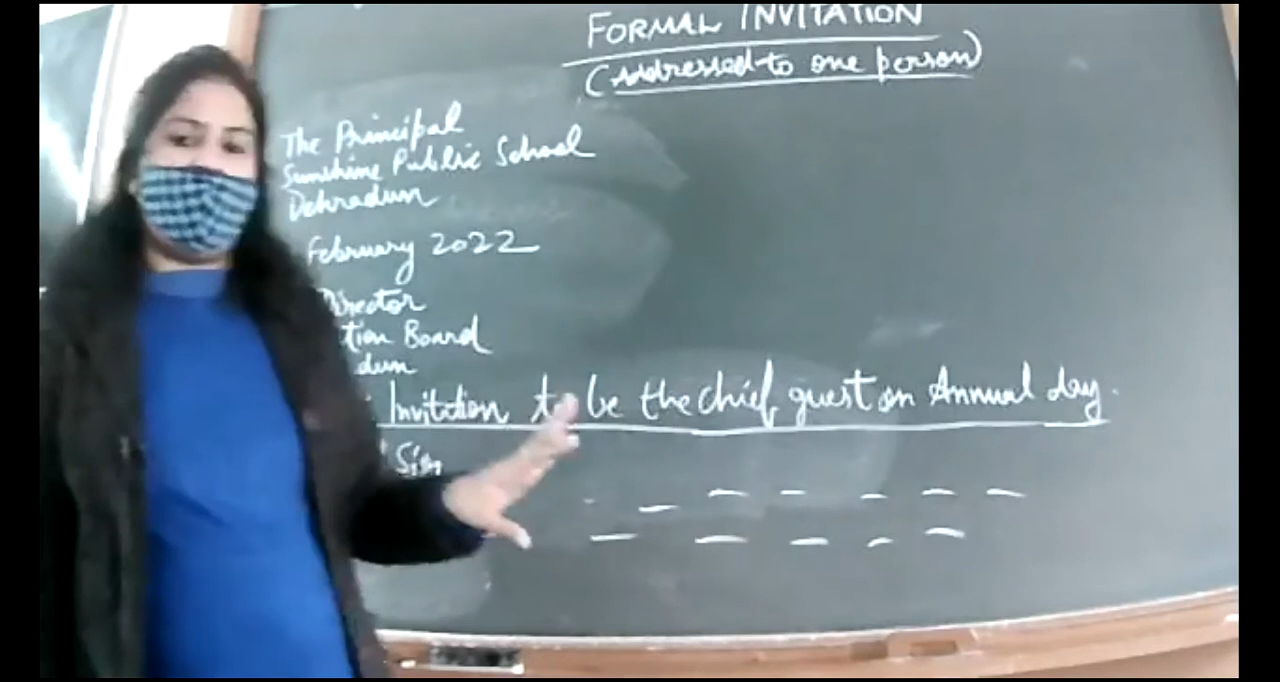 FORMAL INVITATION
(Addressed to one person)
The Principal
Sunshine Public School
Dehradun
February 2022
Director
tion Board
dun
Invitation to be the chief guest on Annual day.
Sir,